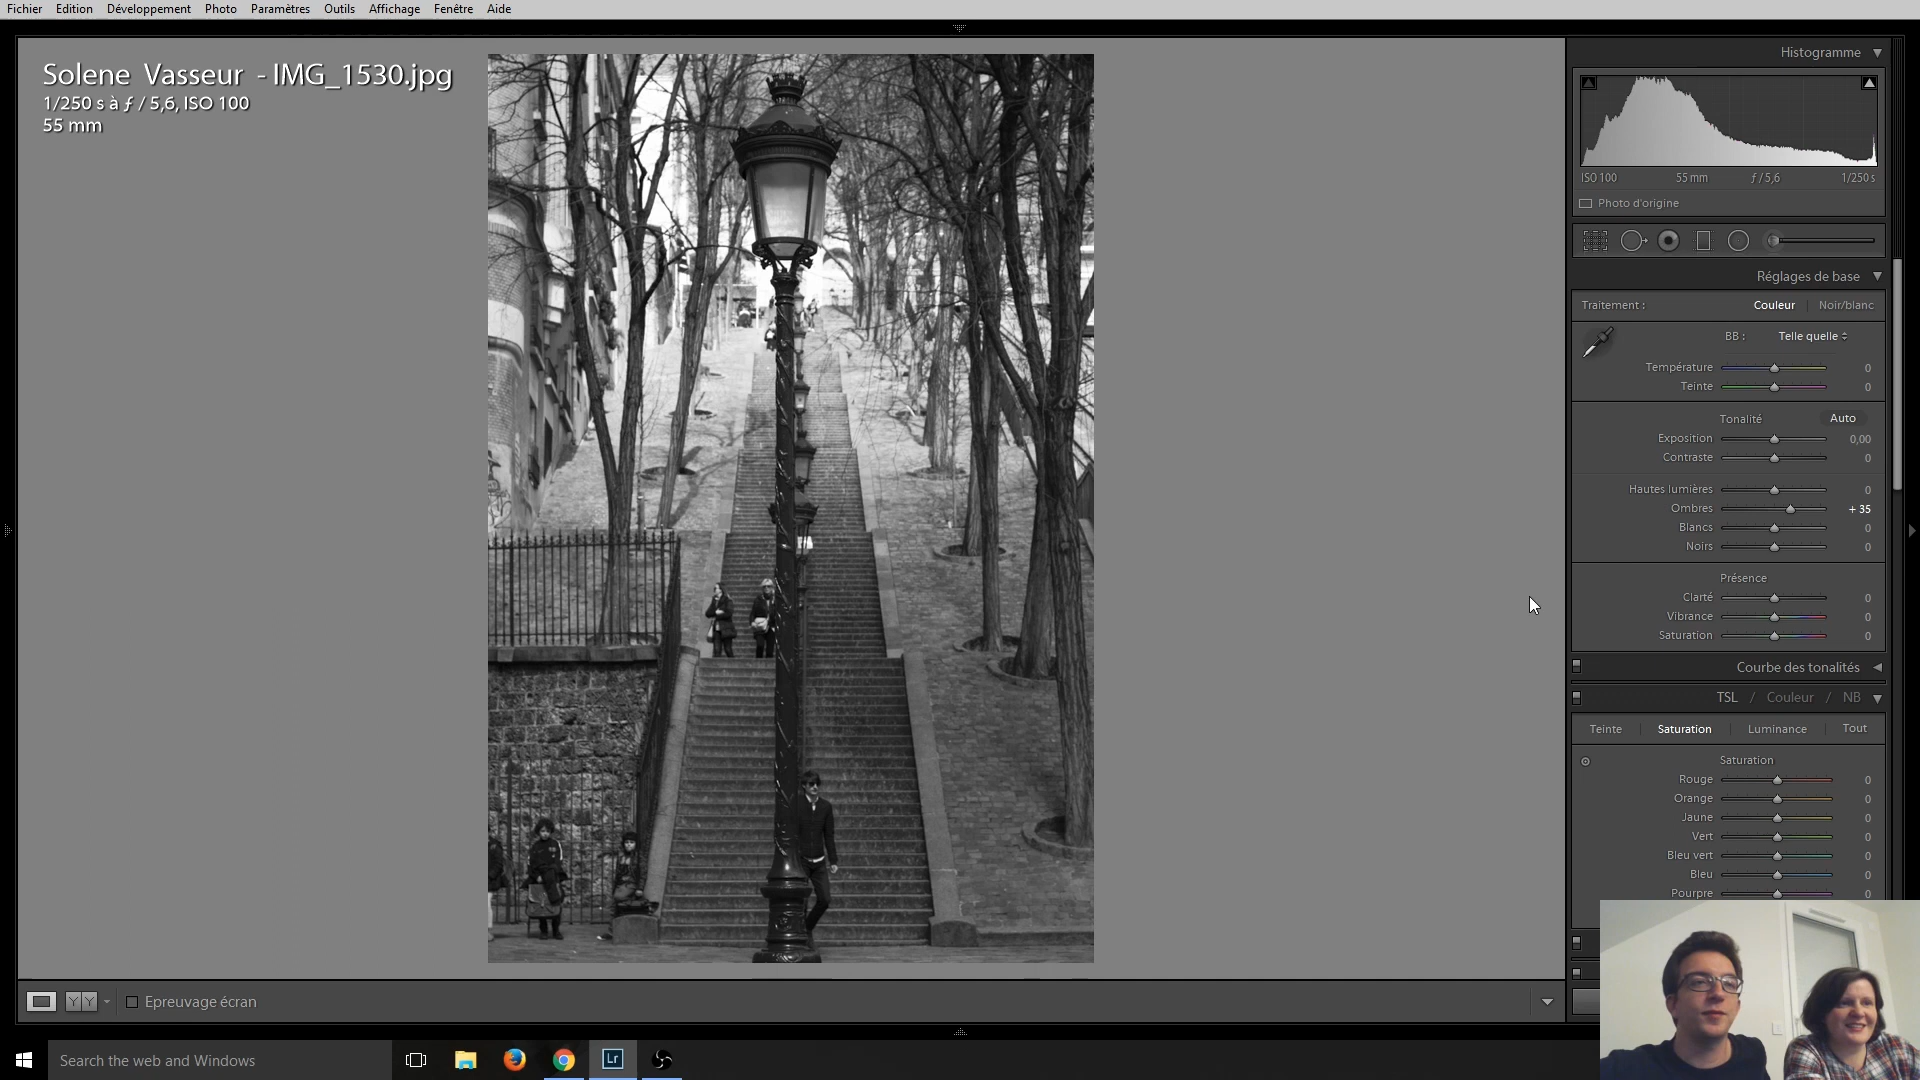 Fichier Edition Développement Photo Paramètres Outils Affichage Fenêtre Aide
Solene Vasseur - IMG_1530.jpg
1/250 s à ƒ / 5,6, ISO 100
55 mm
Histogramme
ISO 100 55 mm ƒ / 5,6 1/250 s
Photo d'origine
Réglages de base
Traitement : Couleur Noir/blanc
BB : Telle quelle
Température 0
Teinte 0
Tonalité Auto
Exposition 0,00
Contraste 0
Hautes lumières 0
Ombres + 35
Blancs 0
Noirs 0
Présence
Clarté 0
Vibrance 0
Saturation 0
Courbe des tonalités
TSL / Couleur / NB
Teinte Saturation Luminance Tout
Saturation
Rouge 0
Orange 0
Jaune 0
Vert 0
Bleu vert 0
Bleu 0
Pourpre 0
Y Y Epreuvage écran
Search the web and Windows
Lr